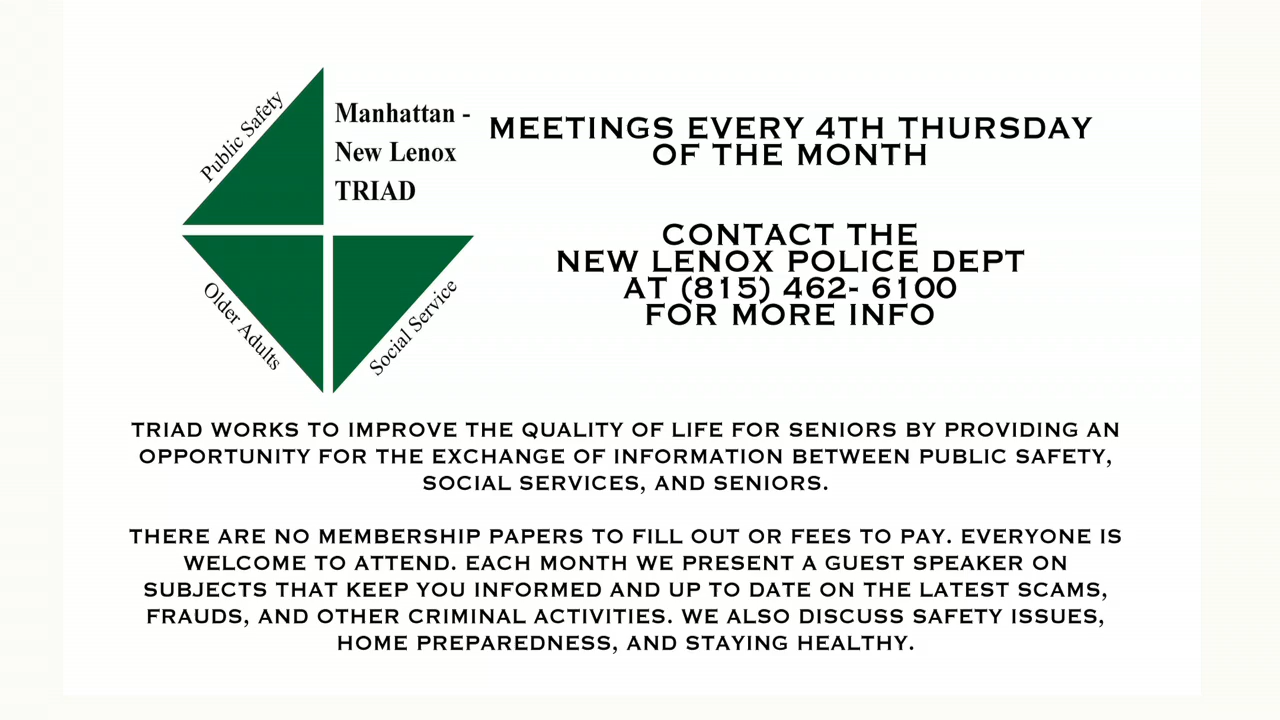 Public Safety
Manhattan -
New Lenox
TRIAD
Older Adults
Social Service
MEETINGS EVERY 4TH THURSDAY
OF THE MONTH
CONTACT THE
NEW LENOX POLICE DEPT
AT (815) 462- 6100
FOR MORE INFO
TRIAD WORKS TO IMPROVE THE QUALITY OF LIFE FOR SENIORS BY PROVIDING AN
OPPORTUNITY FOR THE EXCHANGE OF INFORMATION BETWEEN PUBLIC SAFETY,
SOCIAL SERVICES, AND SENIORS.
THERE ARE NO MEMBERSHIP PAPERS TO FILL OUT OR FEES TO PAY. EVERYONE IS
WELCOME TO ATTEND. EACH MONTH WE PRESENT A GUEST SPEAKER ON
SUBJECTS THAT KEEP YOU INFORMED AND UP TO DATE ON THE LATEST SCAMS,
FRAUDS, AND OTHER CRIMINAL ACTIVITIES. WE ALSO DISCUSS SAFETY ISSUES,
HOME PREPAREDNESS, AND STAYING HEALTHY.